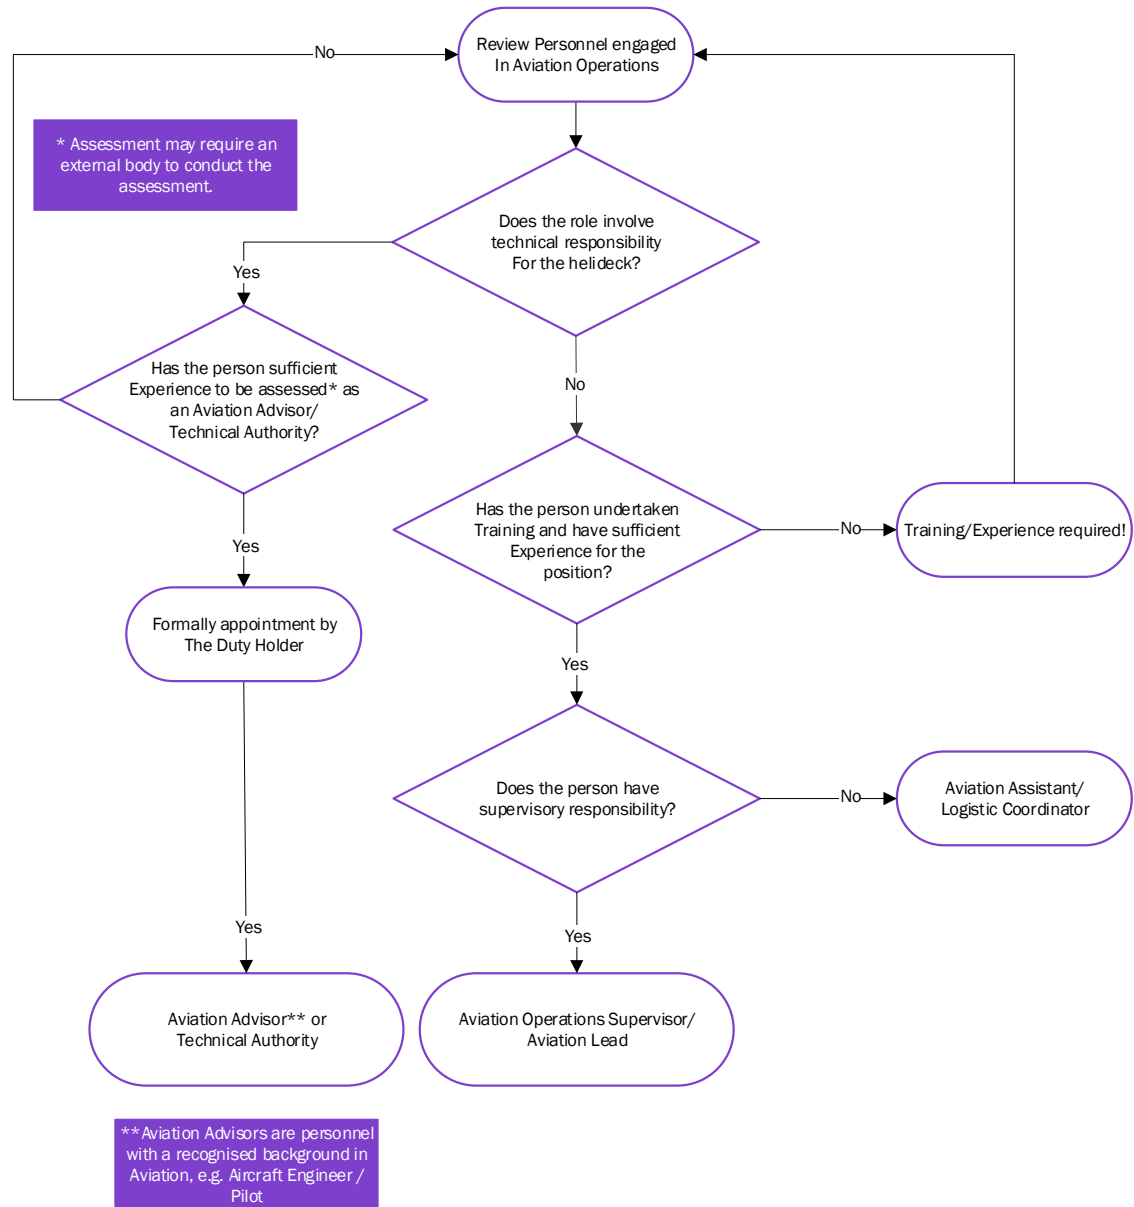 No
Review Personnel engaged
In Aviation Operations
* Assessment may require an
external body to conduct the
assessment.
Does the role involve
technical responsibility
For the helideck?
Yes
Has the person sufficient
Experience to be assessed* as
an Aviation Advisor/
Technical Authority?
No
Has the person undertaken
Training and have sufficient
Experience for the
position?
No
Training/Experience required!
Yes
Formally appointment by
The Duty Holder
Yes
Does the person have
supervisory responsibility?
No
Aviation Assistant/
Logistic Coordinator
Yes
Yes
Aviation Advisor** or
Technical Authority
Aviation Operations Supervisor/
Aviation Lead
**Aviation Advisors are personnel
with a recognised background in
Aviation, e.g. Aircraft Engineer /
Pilot